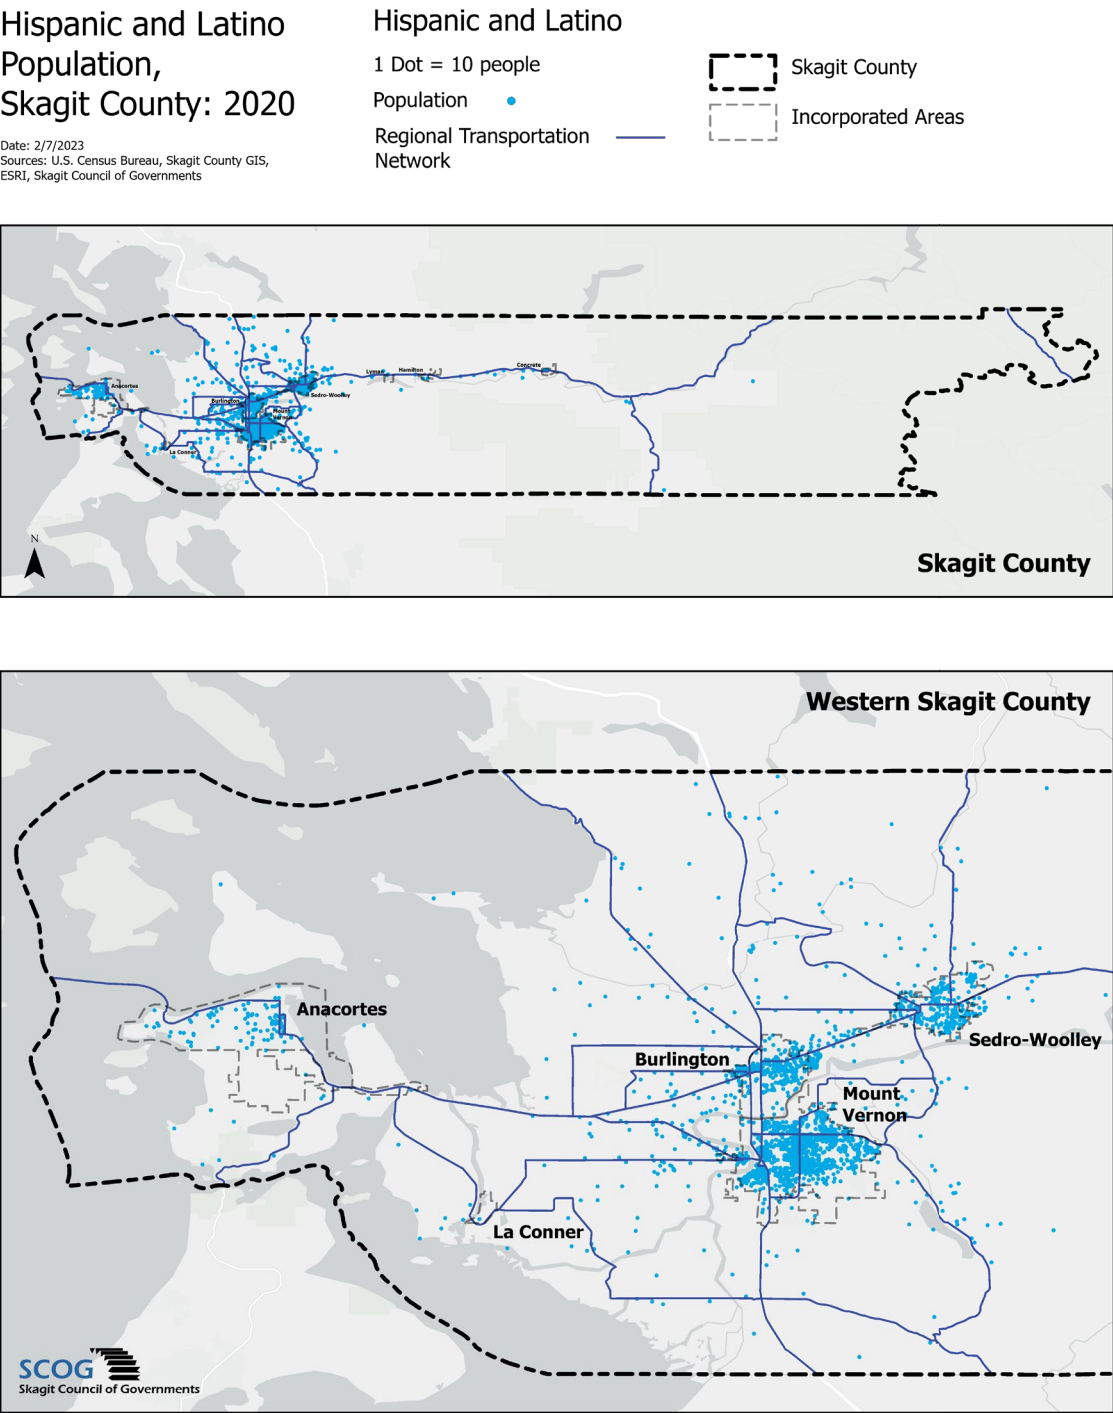 Hispanic and Latino
Population,
Skagit County: 2020
Date: 2/7/2023
Sources: U.S. Census Bureau, Skagit County GIS,
ESRI, Skagit Council of Governments
Hispanic and Latino
1 Dot = 10 people
Population
Regional Transportation
Network
Skagit County
Incorporated Areas
Anacortes
Burlington
Mount
Vernon
Sedro-Woolley
La Conner
Lyman
Hamilton
Concrete
N
Skagit County
Western Skagit County
Anacortes
Burlington
Sedro-Woolley
Mount
Vernon
La Conner
SCOG
Skagit Council of Governments